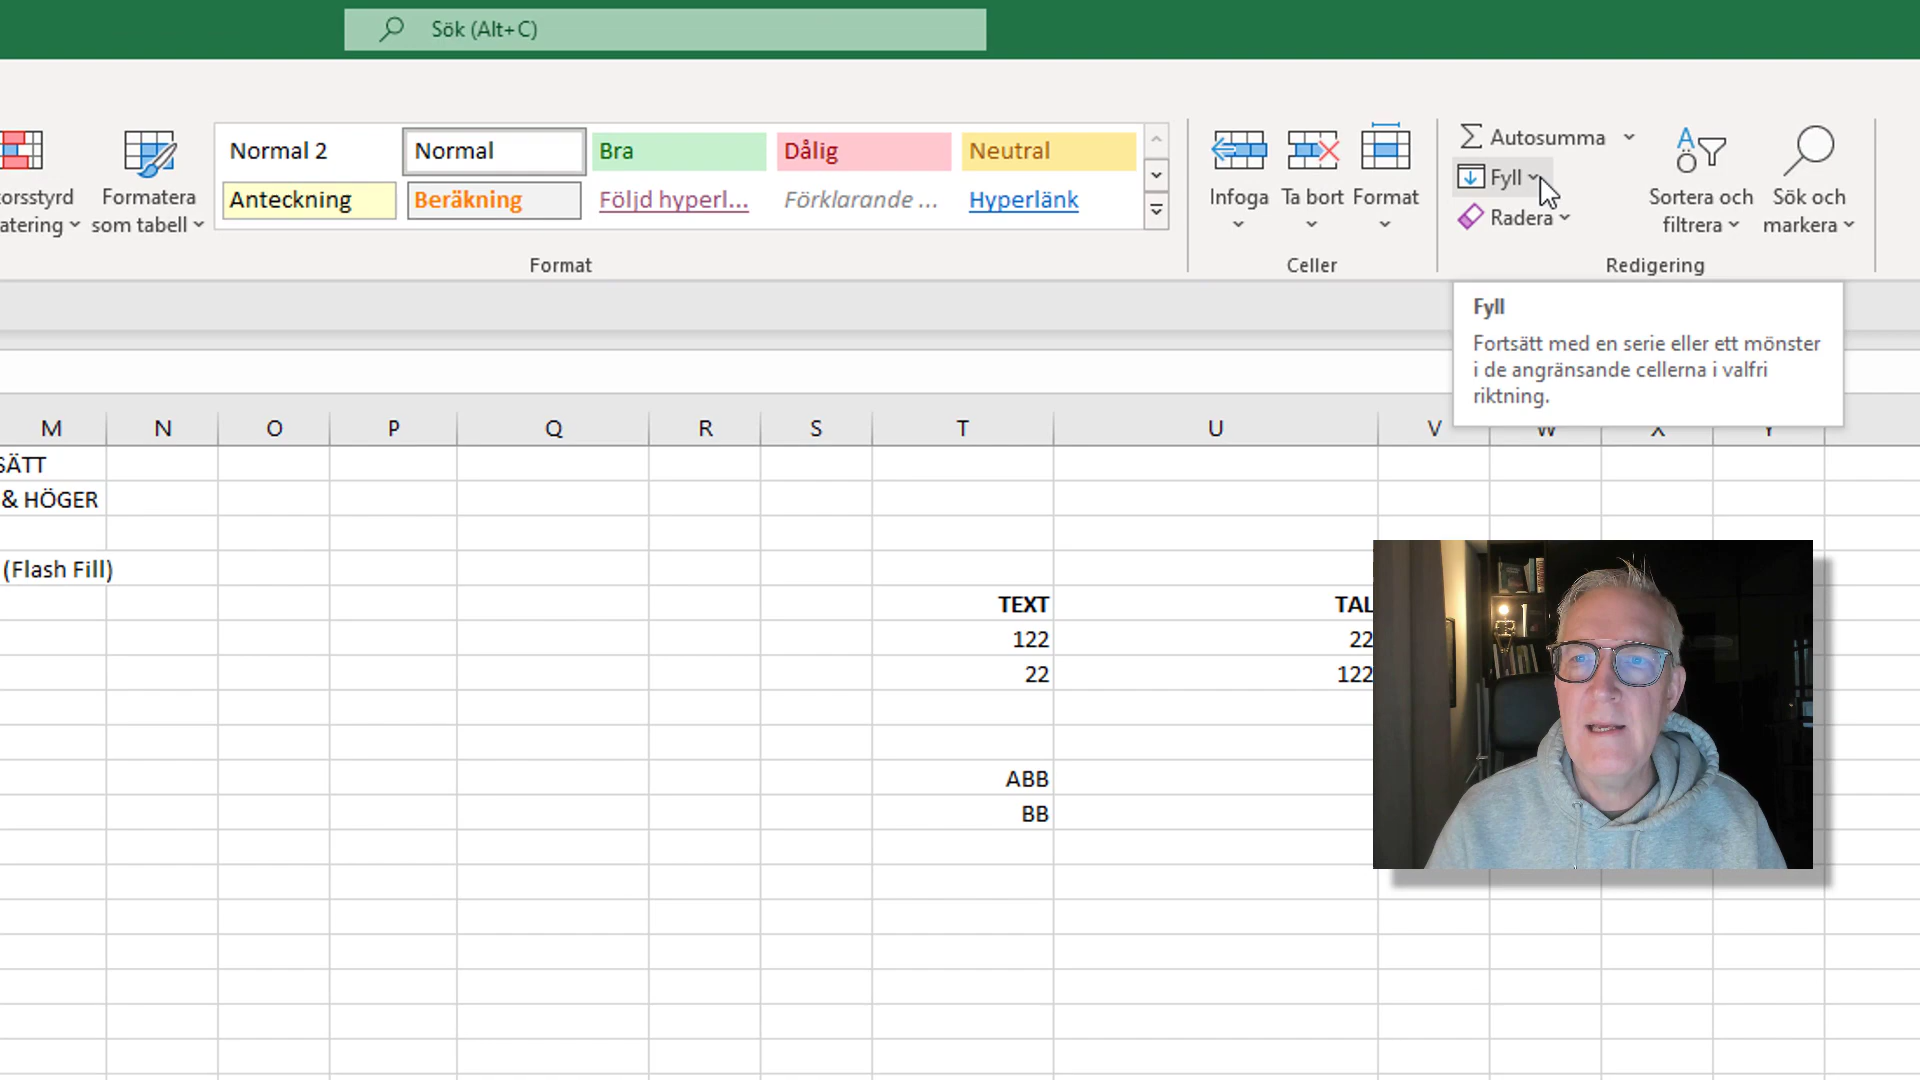 Sök (Alt+C)
Normal 2
Normal
Bra
Dålig
Neutral
Anteckning
Beräkning
Följd hyperl...
Förklarande ...
Hyperlänk
orsstyrd
atering
Formatera
som tabell
Format
Infoga
Ta bort
Format
Celler
Autosumma
Fyll
Radera
Sortera och
filtrera
Sök och
markera
Redigering
Fyll
Fortsätt med en serie eller ett mönster
i de angränsande cellerna i valfri
riktning.
M N O P Q R S T U V W X Y
SÄTT
& HÖGER
(Flash Fill)
TEXT TAL
122 22
22 122
ABB
BB